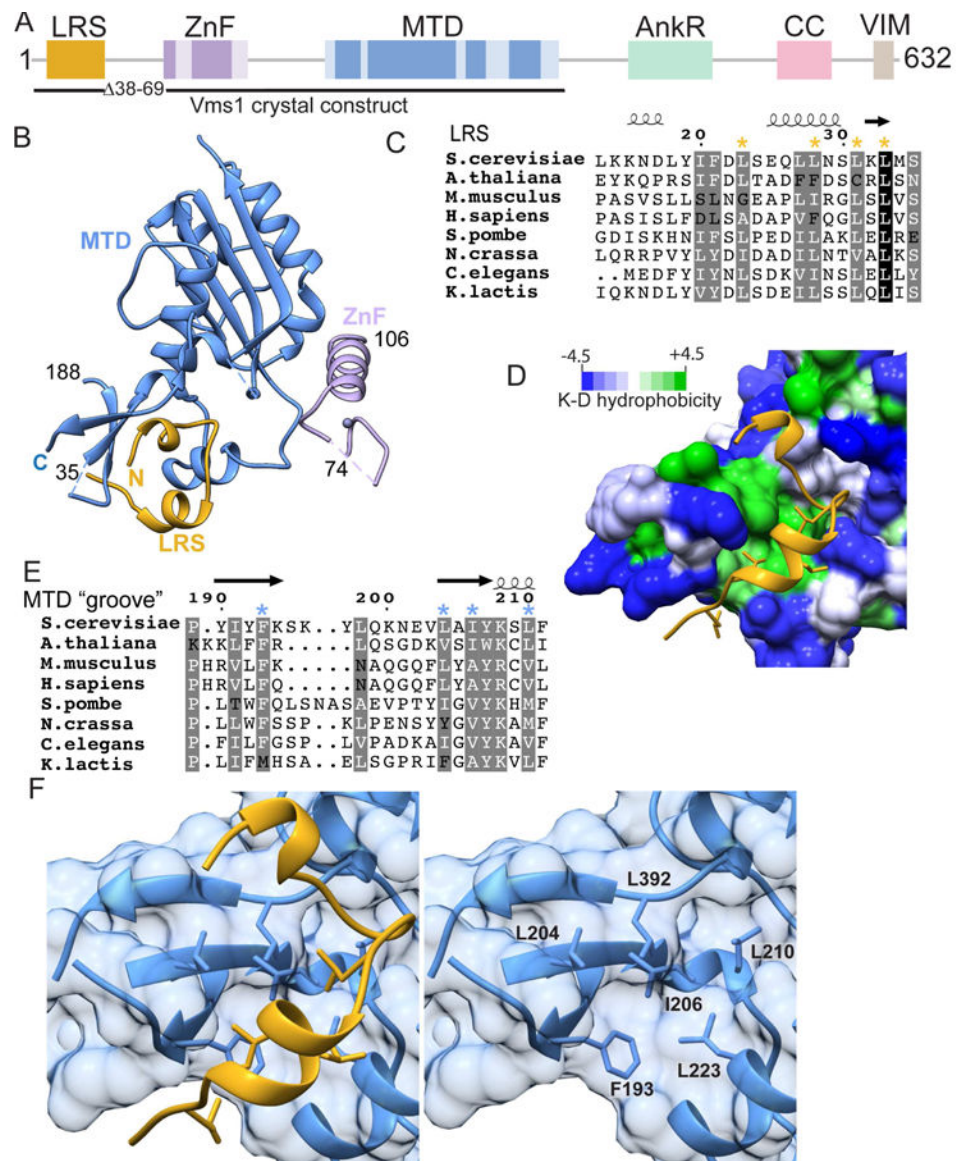 A
LRS ZnF MTD AnkR CC VIM
1 632
Δ38-69
Vms1 crystal construct
B
MTD
ZnF
106
188
C
35
N
74
LRS
C
LRS 20 30
* * * *
S.cerevisiae LKKNDLYIFDLSEQLLNSLKLMS
A.thaliana EYKQPRSIFDLTADFFDSCRLSN
M.musculus PASVSLLSLNGEAPLIRGLSLVS
H.sapiens PASISLFDLSADAPVFQGLSLVS
S.pombe GDISKHNIFSLPEDILAKLELRE
N.crassa LQRRPVYLYDIDADILNTVALKS
C.elegans ..MEDFYIYNLSDKVINSLELLY
K.lactis IQKNDLYVYDLSDEILSSLQLIS
D
-4.5 +4.5
K-D hydrophobicity
E
MTD "groove" 190 200 210
* * * *
S.cerevisiae P.YIYFKSK..YLQKNEVLAIYKSLF
A.thaliana KKKLFFR.....LQSGDKVSIWKCLI
M.musculus PHRVLFK.....NAQGQFLYAYRCVL
H.sapiens PHRVLFQ.....NAQGQFLYAYRCVL
S.pombe P.LTWFQLSNASAEVPTYIGVYKHMF
N.crassa P.LLWFSSP..KLPENSYYGVYKAMF
C.elegans P.FILFGSP..LVPADKAIGVYKAVF
K.lactis P.LIFMHSA..ELSGPRIFGAYKVLF
F
L392
L204
L210
I206
L223
F193